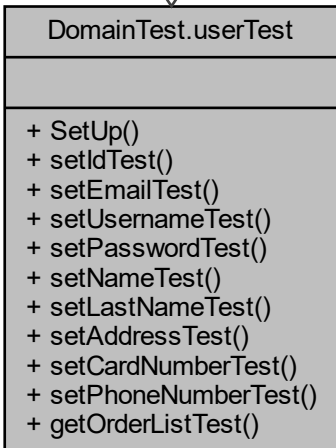 DomainTest.userTest
+ SetUp()
+ setIdTest()
+ setEmailTest()
+ setUsernameTest()
+ setPasswordTest()
+ setNameTest()
+ setLastNameTest()
+ setAddressTest()
+ setCardNumberTest()
+ setPhoneNumberTest()
+ getOrderListTest()